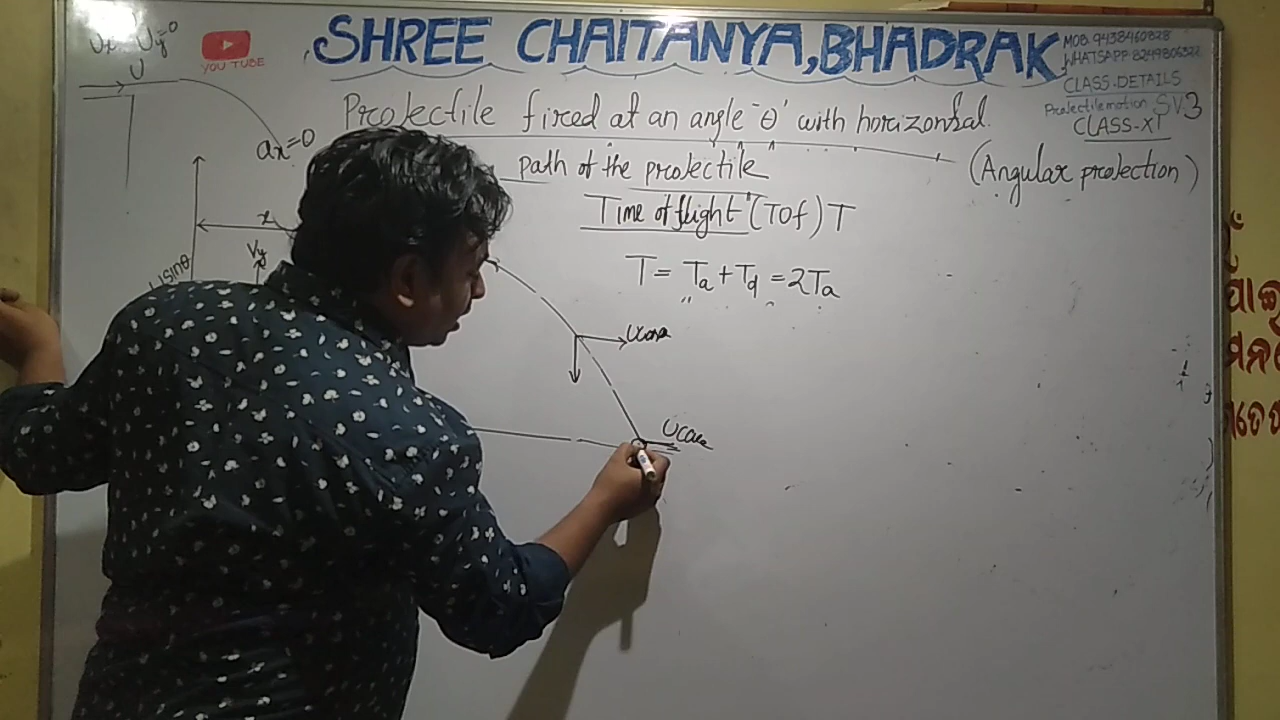 SHREE CHAITANYA, BHADRAK
YOU TUBE
MOB. 9438460828
WHATSAPP 8249806822
CLASS-DETAILS
Projectile motion SV3
CLASS-XI
Uy=0
U
Projectile fired at an angle 'θ' with horizontal
(Angular projection)
ax=0
path of the projectile
Time of flight (TOf) T
x
Vy
Usinθ
T = Ta + Td = 2Ta
Ucosθ
Ucosθ